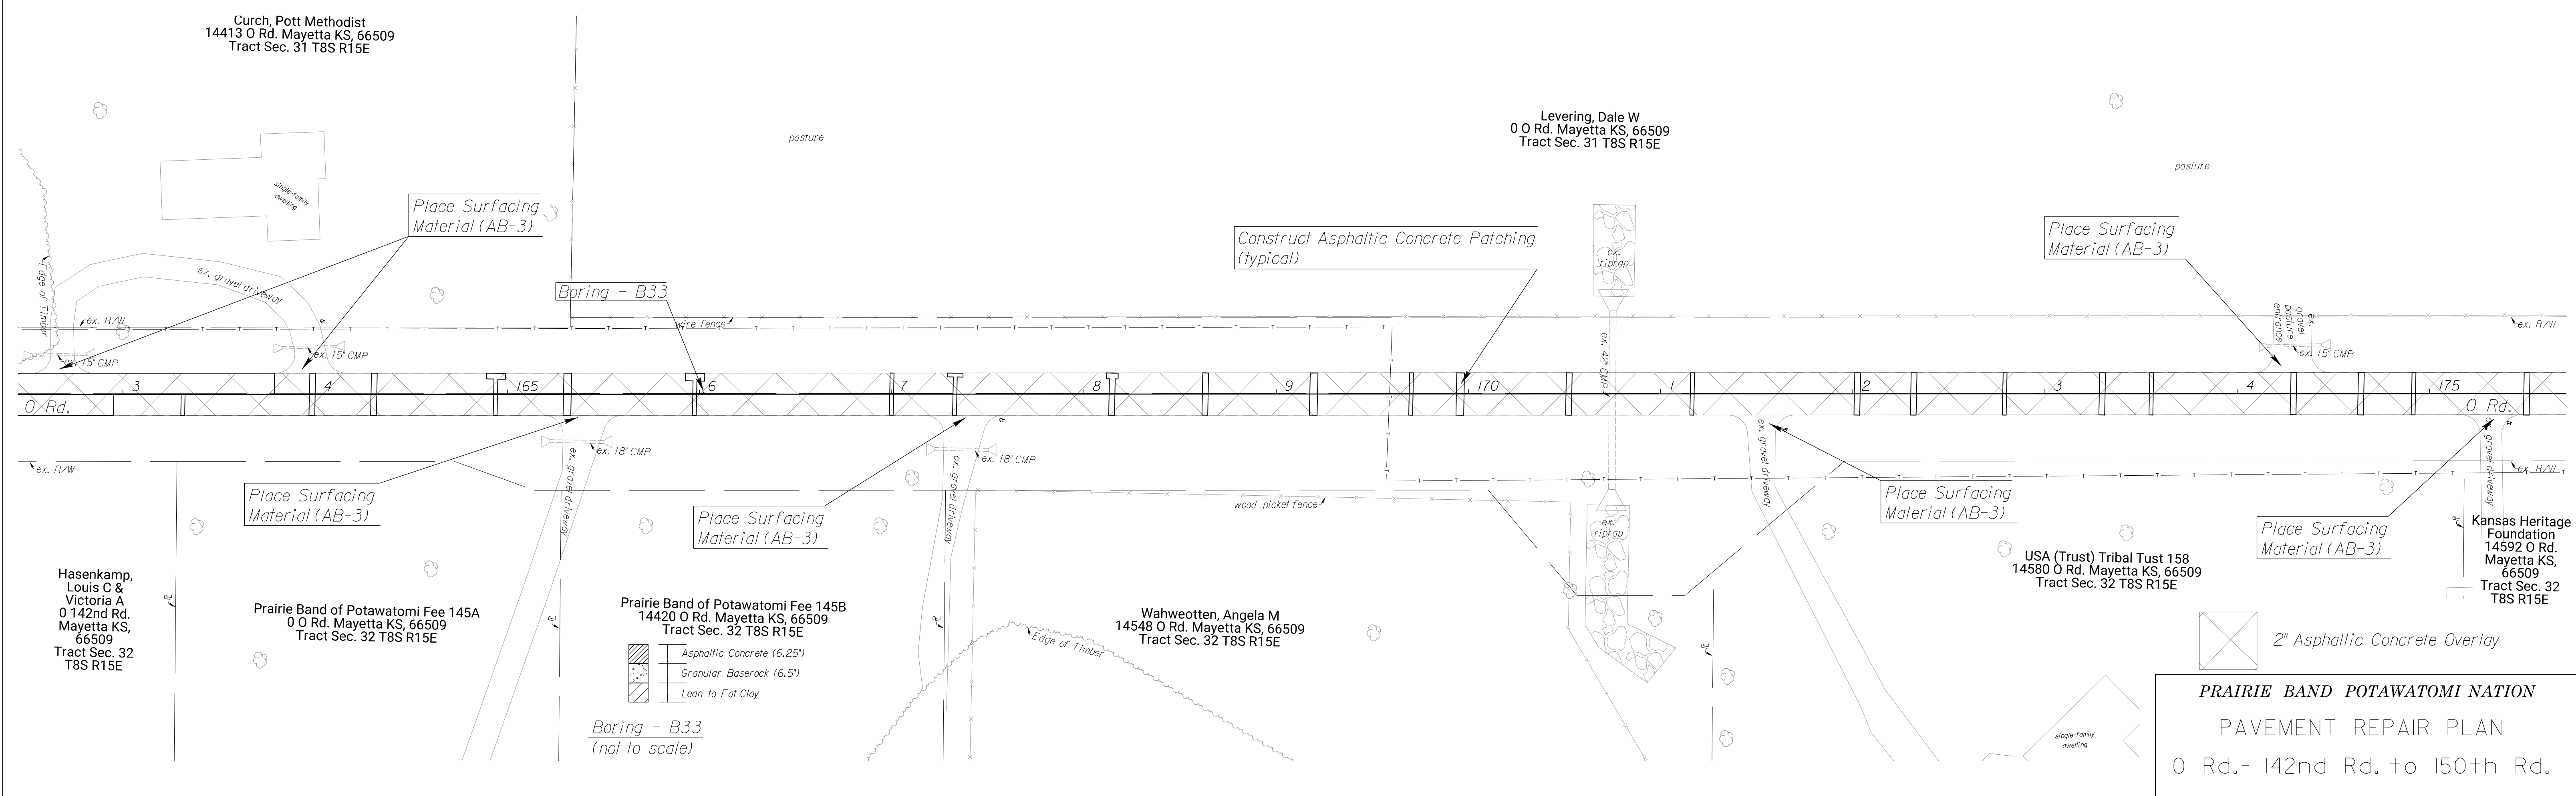 Curch, Pott Methodist
14413 O Rd. Mayetta KS, 66509
Tract Sec. 31 T8S R15E
pasture
Levering, Dale W
0 O Rd. Mayetta KS, 66509
Tract Sec. 31 T8S R15E
pasture
single-family
dwelling
Place Surfacing
Material (AB-3)
Construct Asphaltic Concrete Patching
(typical)
Place Surfacing
Material (AB-3)
Edge of Timber
ex. gravel driveway
Boring - B33
ex.
riprap
ex. R/W
wire fence
ex. gravel
pasture
entrance
ex. R/W
ex. 15" CMP
ex. 15" CMP
ex. 42" CMP
ex. 15" CMP
3
4
165
6
7
8
9
170
1
2
3
4
175
O Rd.
O Rd.
ex. R/W
ex. 18" CMP
ex. 18" CMP
ex. gravel driveway
ex. gravel driveway
ex. gravel driveway
ex. gravel driveway
ex. R/W
Place Surfacing
Material (AB-3)
Place Surfacing
Material (AB-3)
wood picket fence
ex.
riprap
Place Surfacing
Material (AB-3)
Place Surfacing
Material (AB-3)
Hasenkamp,
Louis C &
Victoria A
0 142nd Rd.
Mayetta KS,
66509
Tract Sec. 32
T8S R15E
Prairie Band of Potawatomi Fee 145A
0 O Rd. Mayetta KS, 66509
Tract Sec. 32 T8S R15E
Prairie Band of Potawatomi Fee 145B
14420 O Rd. Mayetta KS, 66509
Tract Sec. 32 T8S R15E
Wahweotten, Angela M
14548 O Rd. Mayetta KS, 66509
Tract Sec. 32 T8S R15E
USA (Trust) Tribal Tust 158
14580 O Rd. Mayetta KS, 66509
Tract Sec. 32 T8S R15E
Kansas Heritage
Foundation
14592 O Rd.
Mayetta KS,
66509
Tract Sec. 32
T8S R15E
Asphaltic Concrete (6.25")
Granular Baserock (6.5")
Lean to Fat Clay
Boring - B33
(not to scale)
Edge of Timber
single-family
dwelling
2" Asphaltic Concrete Overlay
PRAIRIE BAND POTAWATOMI NATION
PAVEMENT REPAIR PLAN
O Rd.- 142nd Rd. to 150th Rd.